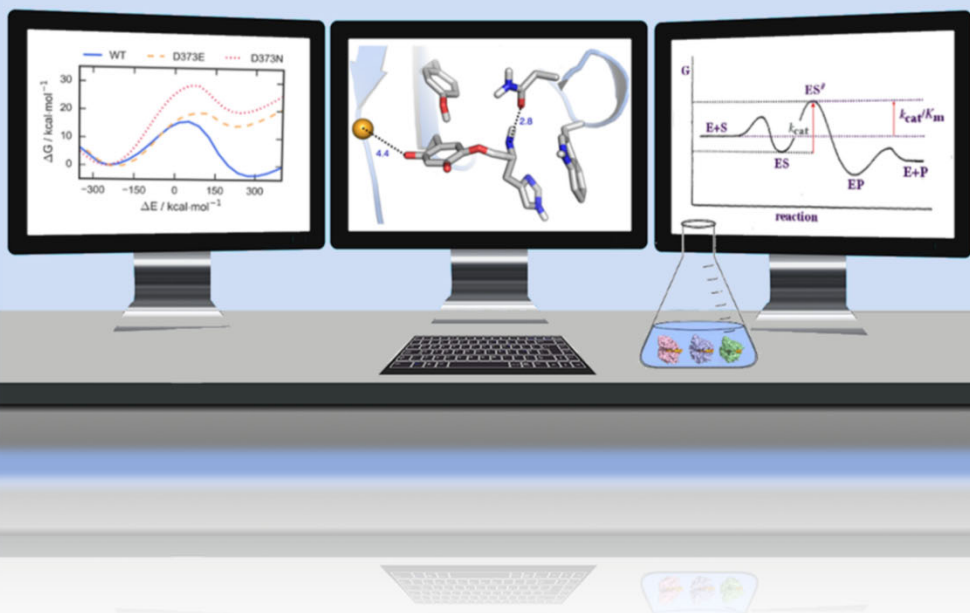 WT D373E D373N
ΔG / kcal·mol⁻¹
30
20
10
0
−300 −150 0 150 300
ΔE / kcal·mol⁻¹
2.8
4.4
G
ES‡
kcat/Km
E+S
kcat
ES
EP
E+P
reaction